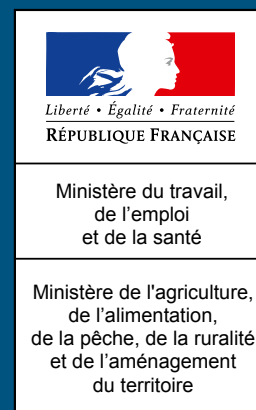 Liberté • Égalité • Fraternité
RÉPUBLIQUE FRANÇAISE
Ministère du travail,
de l'emploi
et de la santé
Ministère de l'agriculture,
de l'alimentation,
de la pêche, de la ruralité
et de l'aménagement
du territoire